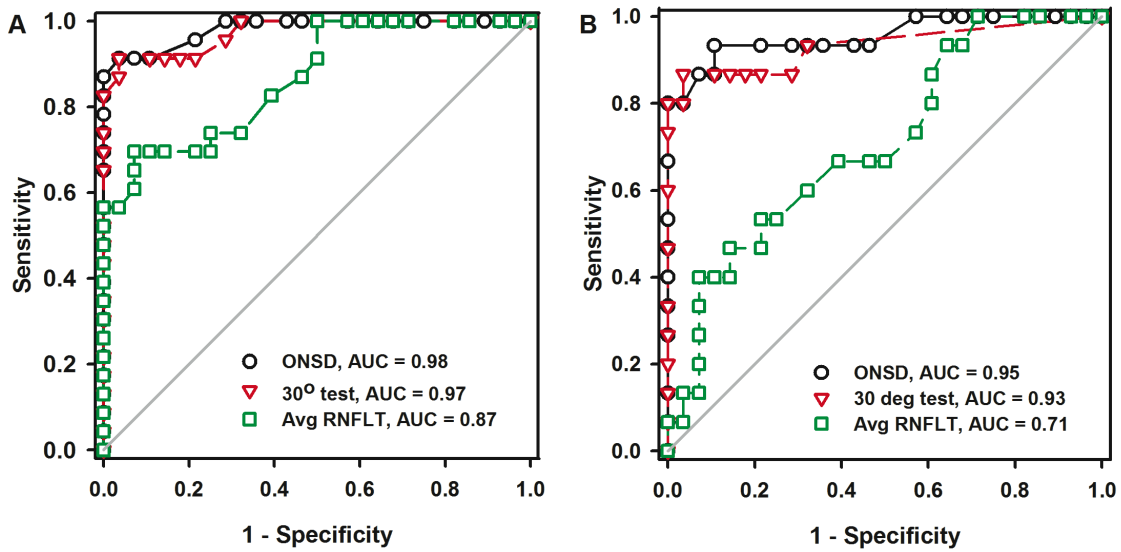 A
1.0
0.8
0.6
0.4
0.2
0.0
Sensitivity
ONSD, AUC = 0.98
30º test, AUC = 0.97
Avg RNFLT, AUC = 0.87
0.0 0.2 0.4 0.6 0.8 1.0
1 - Specificity
B
1.0
0.8
0.6
0.4
0.2
0.0
Sensitivity
ONSD, AUC = 0.95
30 deg test, AUC = 0.93
Avg RNFLT, AUC = 0.71
0.0 0.2 0.4 0.6 0.8 1.0
1 - Specificity